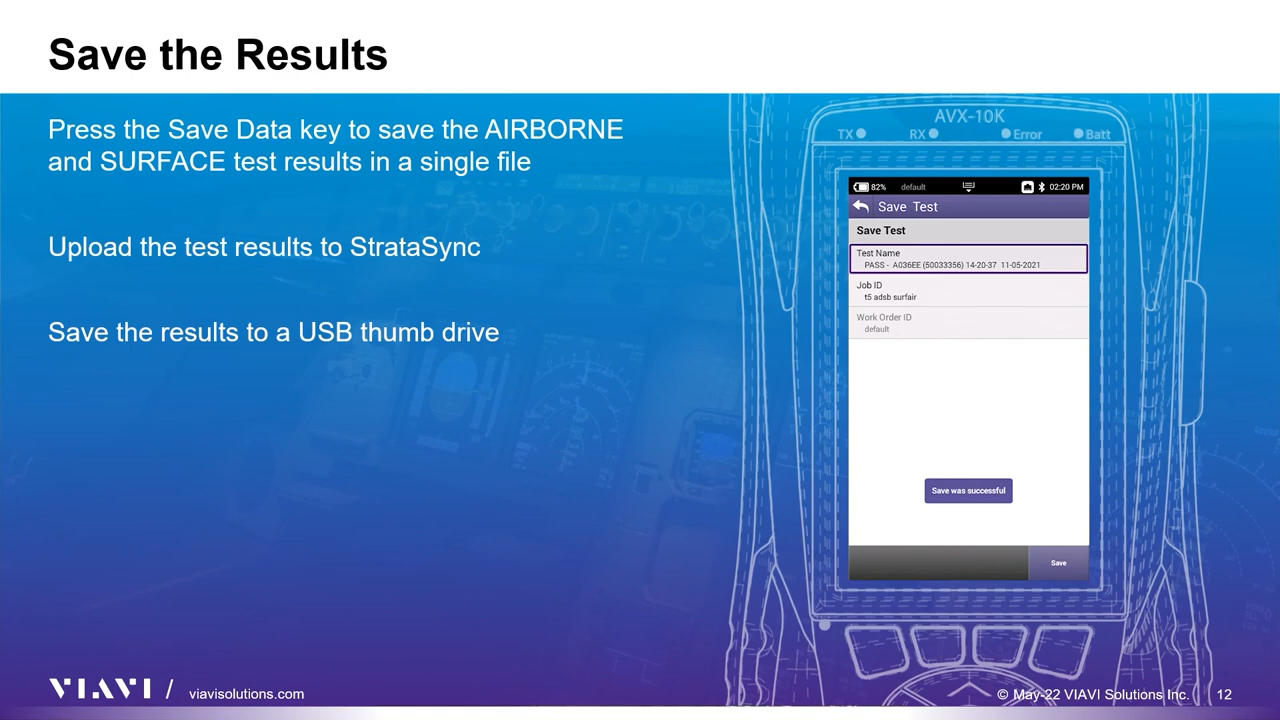 Save the Results
Press the Save Data key to save the AIRBORNE
and SURFACE test results in a single file
Upload the test results to StrataSync
Save the results to a USB thumb drive
AVX-10K
TX RX Error Batt
82% default 02:20 PM
Save Test
Save Test
Test Name
PASS - A036EE (50033356) 14-20-37 11-05-2021
Job ID
t5 adsb surfair
Work Order ID
default
Save was successful
Save
VIAVI / viavisolutions.com
© May-22 VIAVI Solutions Inc. 12